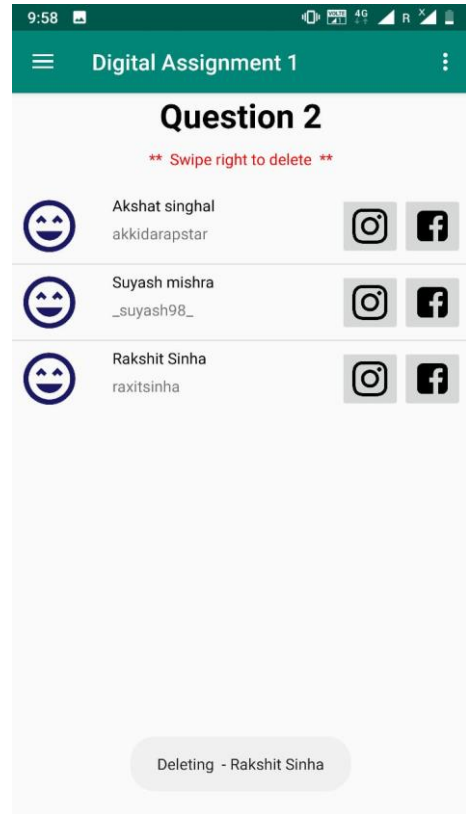 9:58 VOLTE 4G R X
Digital Assignment 1
Question 2
** Swipe right to delete **
Akshat singhal
akkidarapstar
Suyash mishra
_suyash98_
Rakshit Sinha
raxitsinha
Deleting - Rakshit Sinha